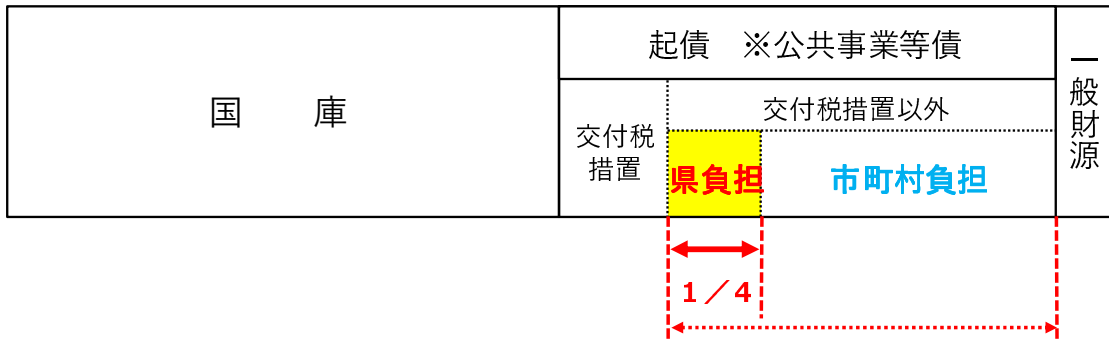 国　　庫
起債　※公共事業等債
交付税
措置
交付税措置以外
県負担
市町村負担
一般財源
１／４